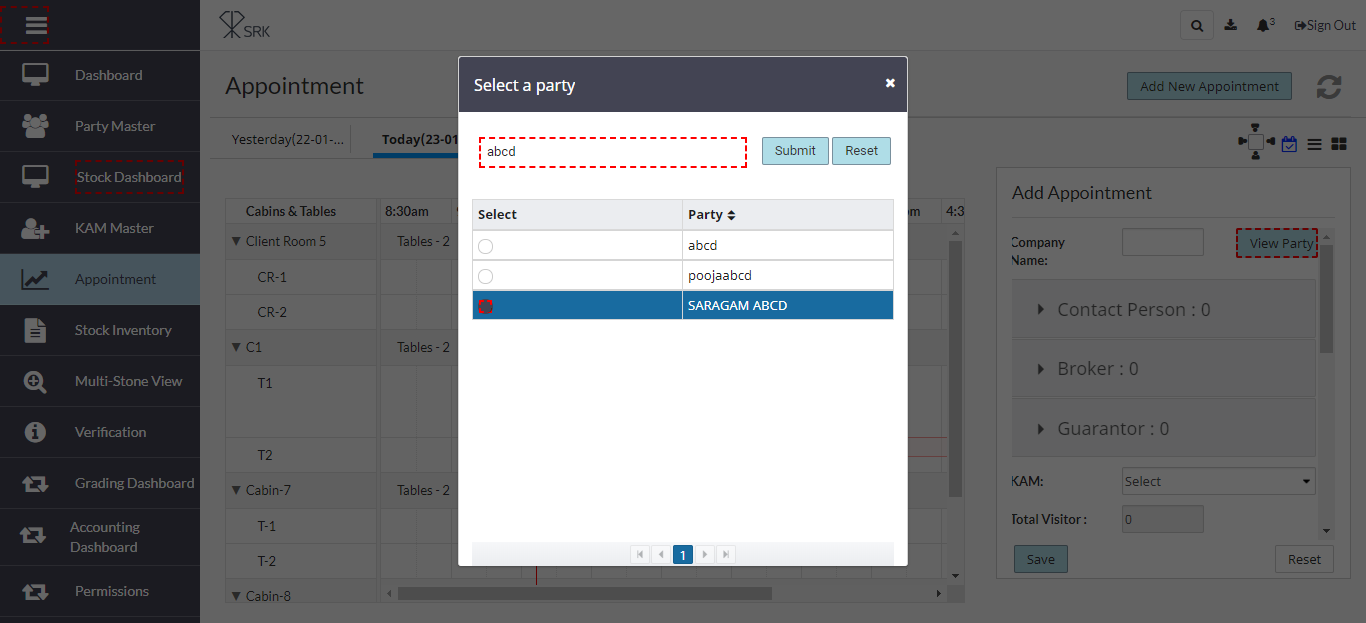 SRK
3
Sign Out
Dashboard
Party Master
Stock Dashboard
KAM Master
Appointment
Stock Inventory
Multi-Stone View
Verification
Grading Dashboard
Accounting
Dashboard
Permissions
Appointment
Add New Appointment
Yesterday(22-01-...
Today(23-01
Cabins & Tables
8:30am
4:3
Client Room 5
Tables - 2
CR-1
CR-2
C1
Tables - 2
T1
T2
Cabin-7
Tables - 2
T-1
T-2
Cabin-8
Select a party
abcd
Submit
Reset
Select
Party
abcd
poojaabcd
SARAGAM ABCD
1
Add Appointment
Company
Name:
View Party
Contact Person : 0
Broker : 0
Guarantor : 0
KAM:
Select
Total Visitor :
0
Save
Reset